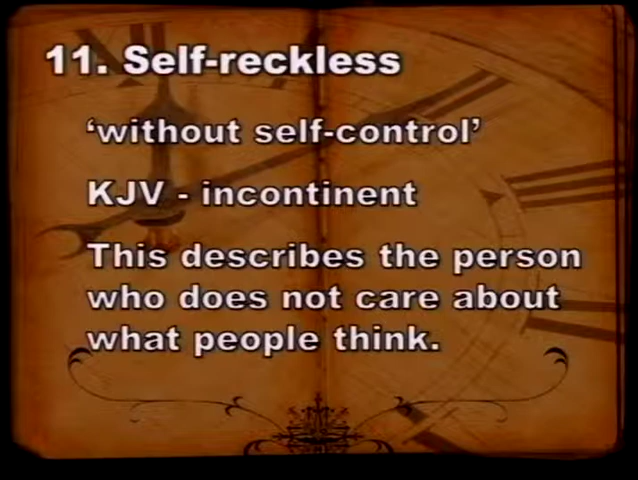 11. Self-reckless
‘without self-control’
KJV - incontinent
This describes the person
who does not care about
what people think.